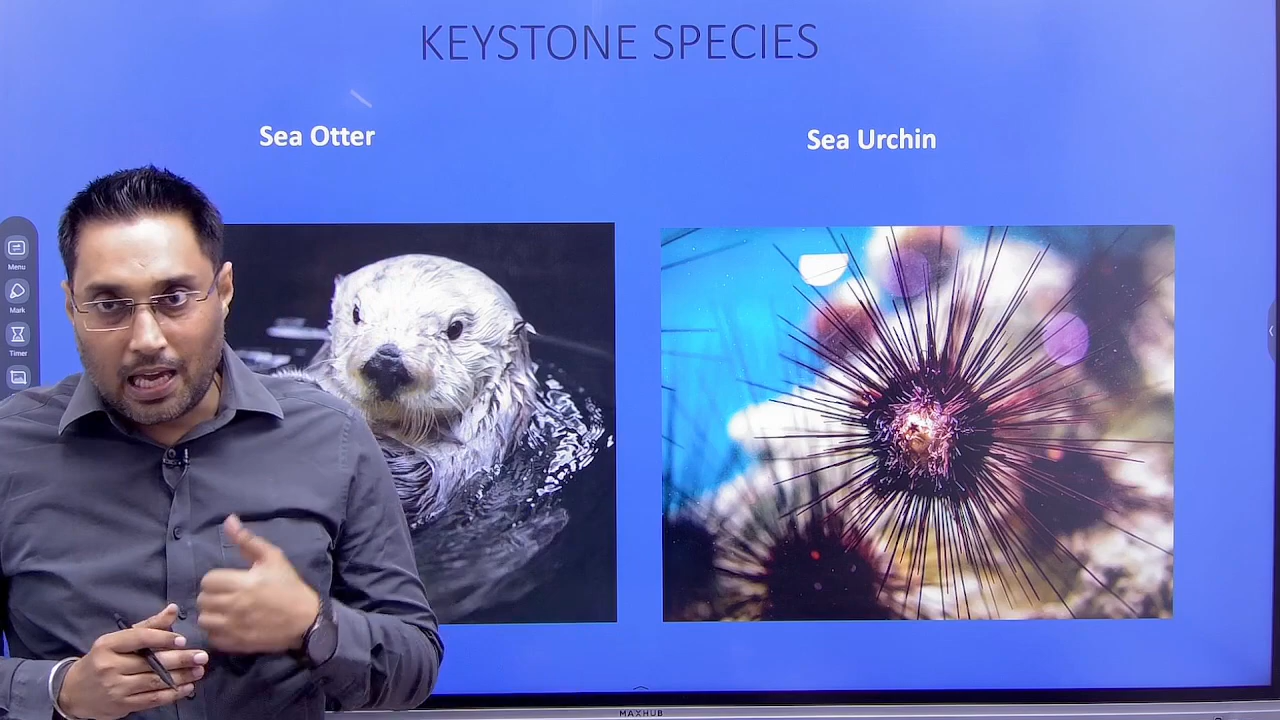 KEYSTONE SPECIES
Sea Otter
Sea Urchin
Menu
Mark
Timer
MAXHUB